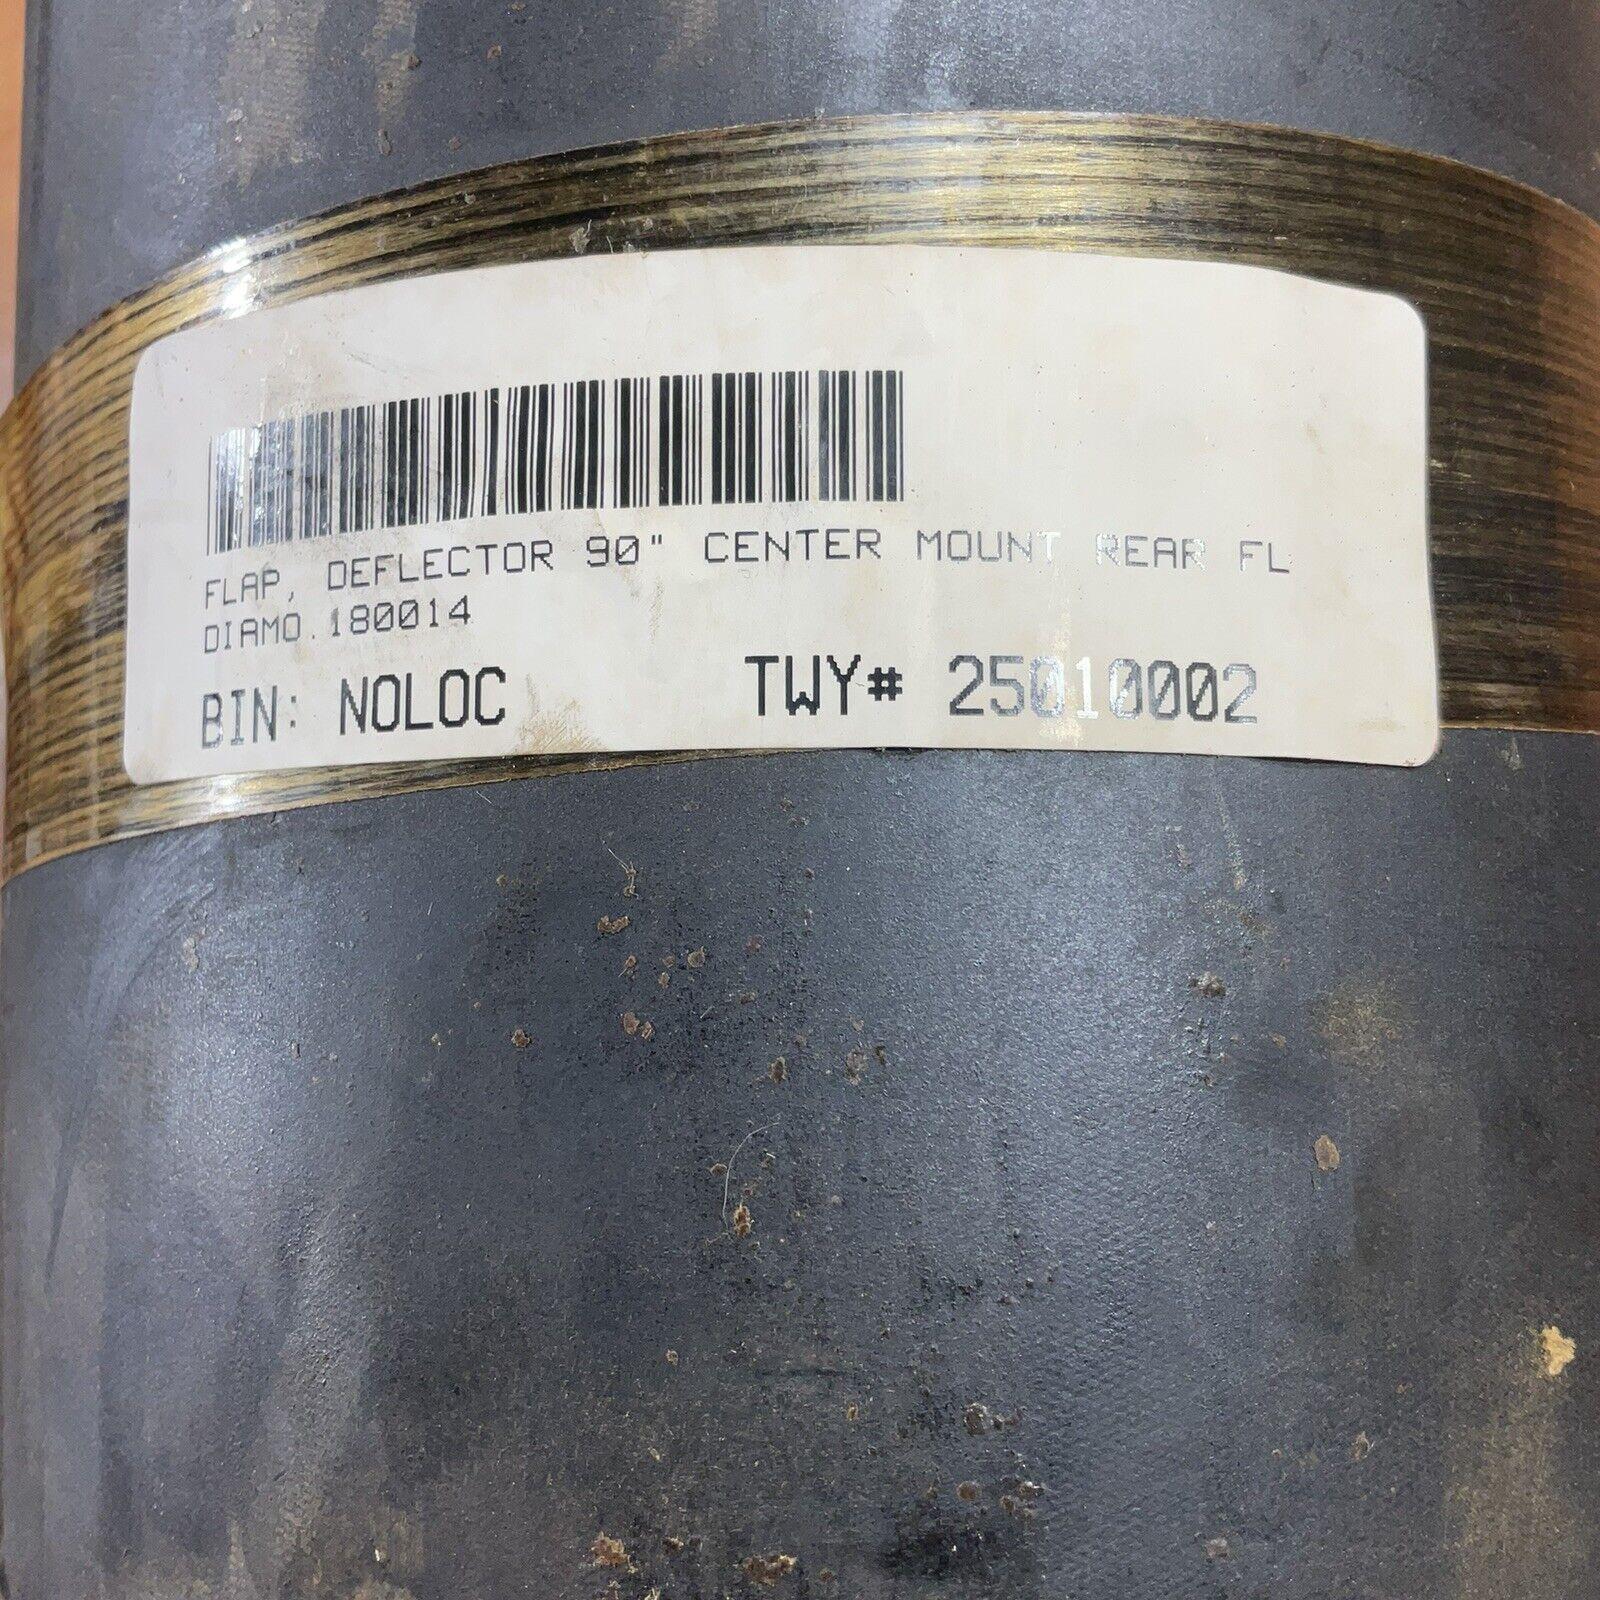 FLAP, DEFLECTOR 90" CENTER MOUNT REAR FL
DIAMO.180014
BIN: NOLOC TWY# 25010002